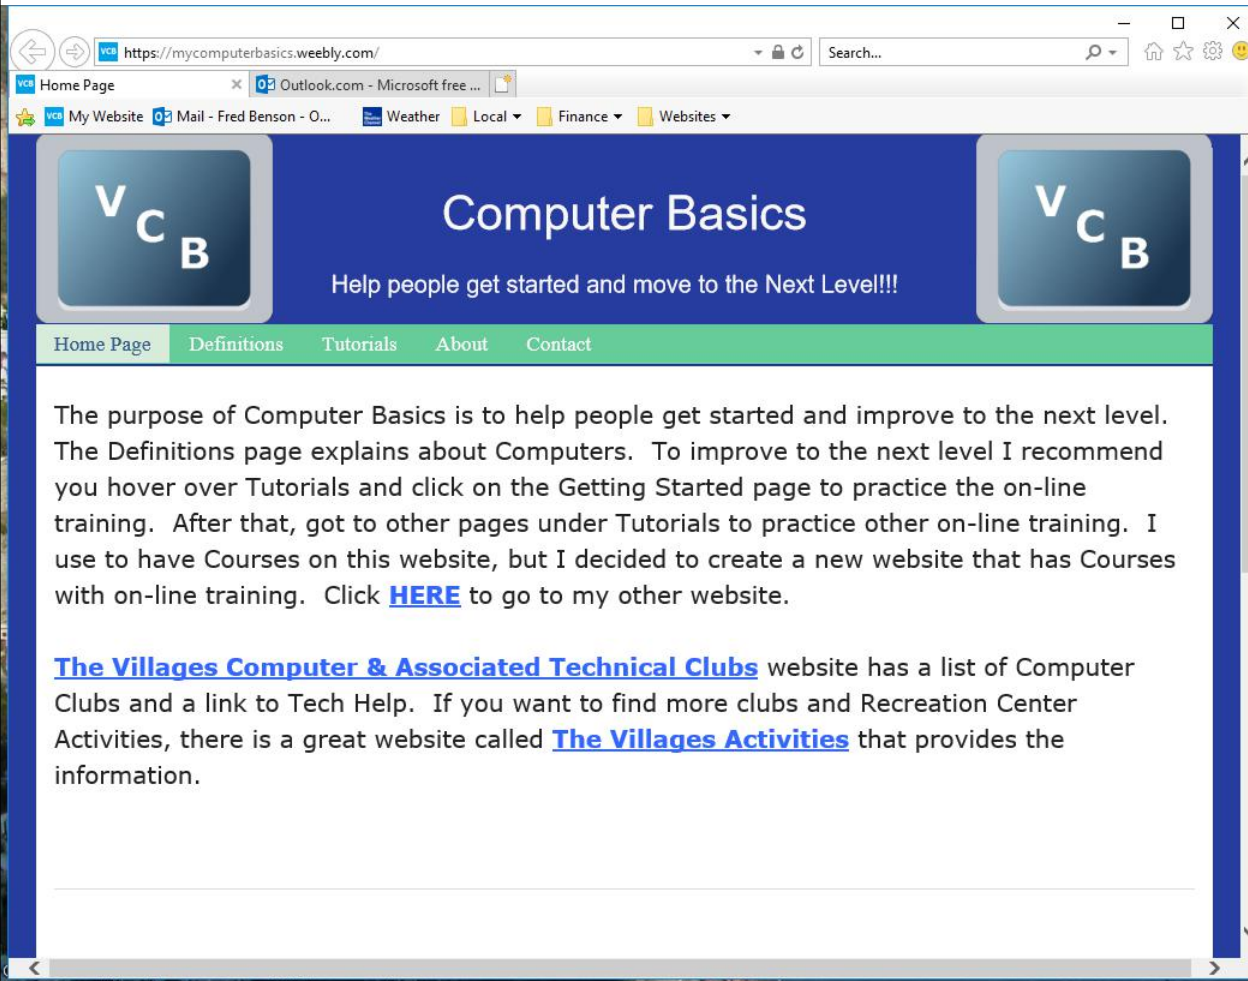 https://mycomputerbasics.weebly.com/
Search...
Home Page
Outlook.com - Microsoft free ...
My Website Mail - Fred Benson - O... Weather Local Finance Websites
V C B
Computer Basics
Help people get started and move to the Next Level!!!
V C B
Home Page Definitions Tutorials About Contact
The purpose of Computer Basics is to help people get started and improve to the next level.
The Definitions page explains about Computers.  To improve to the next level I recommend
you hover over Tutorials and click on the Getting Started page to practice the on-line
training.  After that, got to other pages under Tutorials to practice other on-line training.  I
use to have Courses on this website, but I decided to create a new website that has Courses
with on-line training.  Click HERE to go to my other website.
The Villages Computer & Associated Technical Clubs website has a list of Computer
Clubs and a link to Tech Help.  If you want to find more clubs and Recreation Center
Activities, there is a great website called The Villages Activities that provides the
information.